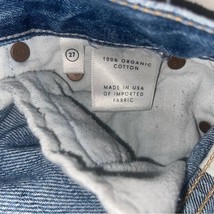 27
100% ORGANIC
COTTON
MADE IN USA
OF IMPORTED
FABRIC